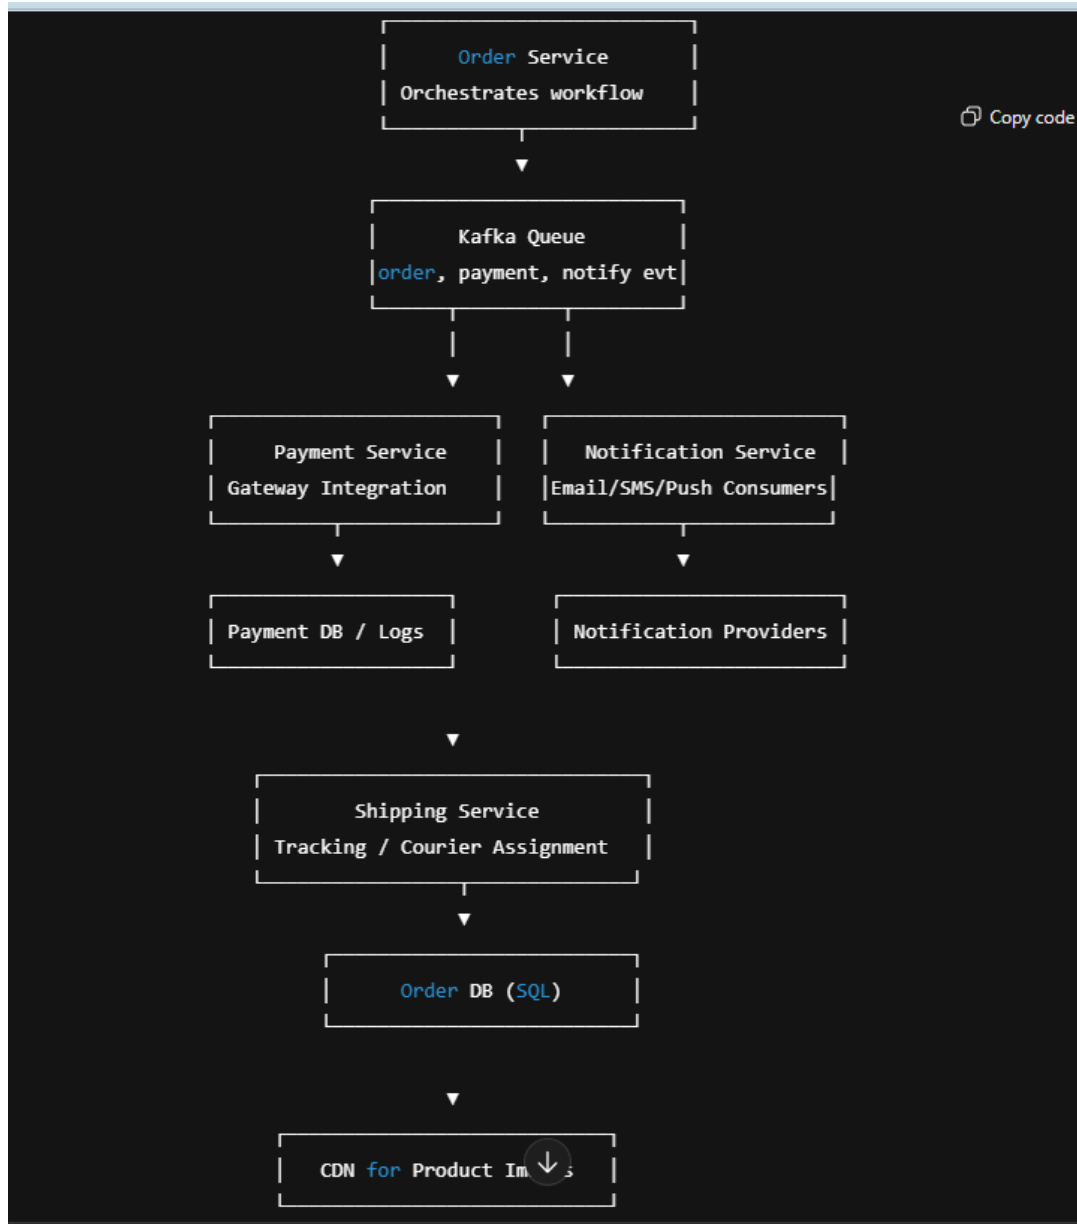 Order Service
Orchestrates workflow
Copy code
Kafka Queue
order, payment, notify evt
Payment Service
Gateway Integration
Notification Service
Email/SMS/Push Consumers
Payment DB / Logs
Notification Providers
Shipping Service
Tracking / Courier Assignment
Order DB (SQL)
CDN for Product